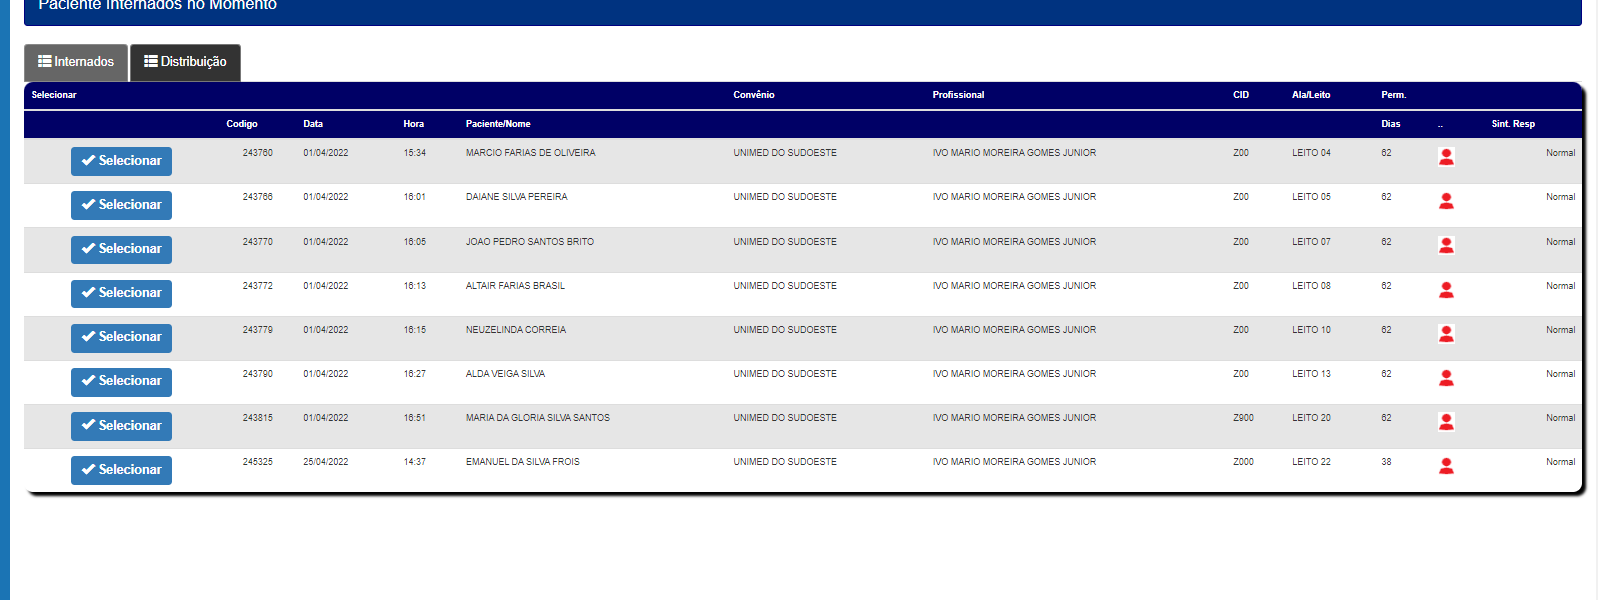 Paciente Internados no Momento
Internados Distribuição
Selecionar Convênio Profissional CID Ala/Leito Perm.
Codigo Data Hora Paciente/Nome Dias .. Sint. Resp
Selecionar 243760 01/04/2022 15:34 MARCIO FARIAS DE OLIVEIRA UNIMED DO SUDOESTE IVO MARIO MOREIRA GOMES JUNIOR Z00 LEITO 04 62 Normal
Selecionar 243766 01/04/2022 16:01 DAIANE SILVA PEREIRA UNIMED DO SUDOESTE IVO MARIO MOREIRA GOMES JUNIOR Z00 LEITO 05 62 Normal
Selecionar 243770 01/04/2022 16:05 JOAO PEDRO SANTOS BRITO UNIMED DO SUDOESTE IVO MARIO MOREIRA GOMES JUNIOR Z00 LEITO 07 62 Normal
Selecionar 243772 01/04/2022 16:13 ALTAIR FARIAS BRASIL UNIMED DO SUDOESTE IVO MARIO MOREIRA GOMES JUNIOR Z00 LEITO 08 62 Normal
Selecionar 243779 01/04/2022 16:15 NEUZELINDA CORREIA UNIMED DO SUDOESTE IVO MARIO MOREIRA GOMES JUNIOR Z00 LEITO 10 62 Normal
Selecionar 243790 01/04/2022 16:27 ALDA VEIGA SILVA UNIMED DO SUDOESTE IVO MARIO MOREIRA GOMES JUNIOR Z00 LEITO 13 62 Normal
Selecionar 243815 01/04/2022 16:51 MARIA DA GLORIA SILVA SANTOS UNIMED DO SUDOESTE IVO MARIO MOREIRA GOMES JUNIOR Z900 LEITO 20 62 Normal
Selecionar 245325 25/04/2022 14:37 EMANUEL DA SILVA FROIS UNIMED DO SUDOESTE IVO MARIO MOREIRA GOMES JUNIOR Z000 LEITO 22 38 Normal